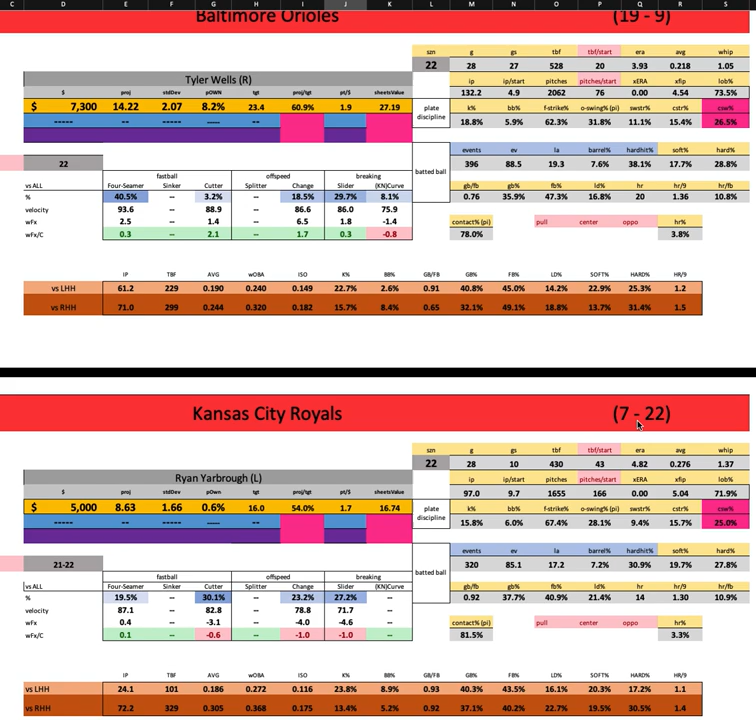 C D E F G H I J K L M N O P Q R S
Baltimore Orioles (19 - 9)
szn g gs tbf tbf/start era avg whip
22 28 27 528 20 3.93 0.218 1.05
Tyler Wells (R)
ip ip/start pitches pitches/start xERA xfip lob%
132.2 4.9 2062 76 0.00 4.54 73.5%
$ proj stdDev pOWN tgt proj/tgt pt/$ sheetsValue
$ 7,300 14.22 2.07 8.2% 23.4 60.9% 1.9 27.19
plate discipline
k% bb% f-strike% o-swing% (pi) swstr% cstr% csw%
18.8% 5.9% 62.3% 31.8% 11.1% 15.4% 26.5%
----- -- --- ---- --
batted ball
events ev la barrel% hardhit% soft% hard%
396 88.5 19.3 7.6% 38.1% 17.7% 28.8%
22
gb/fb gb% fb% ld% hr hr/9 hr/fb
0.76 35.9% 47.3% 16.8% 20 1.36 10.8%
fastball offspeed breaking
vs ALL Four-Seamer Sinker Cutter Splitter Change Slider (KN)Curve
% 40.5% -- 3.2% -- 18.5% 29.7% 8.1%
velocity 93.6 -- 88.9 -- 86.6 86.0 75.9
wFx 2.5 -- 1.4 -- 6.5 1.8 -1.4
wFx/C 0.3 -- 2.1 -- 1.7 0.3 -0.8
contact% (pi) pull center oppo hr%
78.0% 3.8%
IP TBF AVG wOBA ISO K% BB% GB/FB GB% FB% LD% SOFT% HARD% HR/9
vs LHH 61.2 229 0.190 0.240 0.149 22.7% 2.6% 0.91 40.8% 45.0% 14.2% 22.9% 25.3% 1.2
vs RHH 71.0 299 0.244 0.320 0.182 15.7% 8.4% 0.65 32.1% 49.1% 18.8% 13.7% 31.4% 1.5
Kansas City Royals (7 - 22)
szn g gs tbf tbf/start era avg whip
22 28 10 430 43 4.82 0.276 1.37
Ryan Yarbrough (L)
ip ip/start pitches pitches/start xERA xfip lob%
97.0 9.7 1655 166 0.00 5.04 71.9%
$ proj stdDev pOwn tgt proj/tgt pt/$ sheetsValue
$ 5,000 8.63 1.66 0.6% 16.0 54.0% 1.7 16.74
plate discipline
k% bb% f-strike% o-swing% (pi) swstr% cstr% csw%
15.8% 6.0% 67.4% 28.1% 9.4% 15.7% 25.0%
----- -- --- ---- --
batted ball
events ev la barrel% hardhit% soft% hard%
320 85.1 17.2 7.2% 30.9% 19.7% 27.8%
21-22
gb/fb gb% fb% ld% hr hr/9 hr/fb
0.92 37.7% 40.9% 21.4% 14 1.30 10.9%
fastball offspeed breaking
vs ALL Four-Seamer Sinker Cutter Splitter Change Slider (KN)Curve
% 19.5% -- 30.1% -- 23.2% 27.2% --
velocity 87.1 -- 82.8 -- 78.8 71.7 --
wFx 0.4 -- -3.1 -- -4.0 -4.6 --
wFx/C 0.1 -- -0.6 -- -1.0 -1.0 --
contact% (pi) pull center oppo hr%
81.5% 3.3%
IP TBF AVG wOBA ISO K% BB% GB/FB GB% FB% LD% SOFT% HARD% HR/9
vs LHH 24.1 101 0.186 0.272 0.116 23.8% 8.9% 0.93 40.3% 43.5% 16.1% 20.3% 17.2% 1.1
vs RHH 72.2 329 0.305 0.368 0.175 13.4% 5.2% 0.92 37.1% 40.2% 22.7% 19.5% 30.5% 1.4